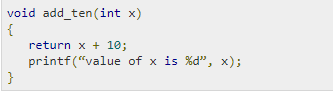 void add_ten(int x)
{
   return x + 10;
   printf(“value of x is %d”, x);
}